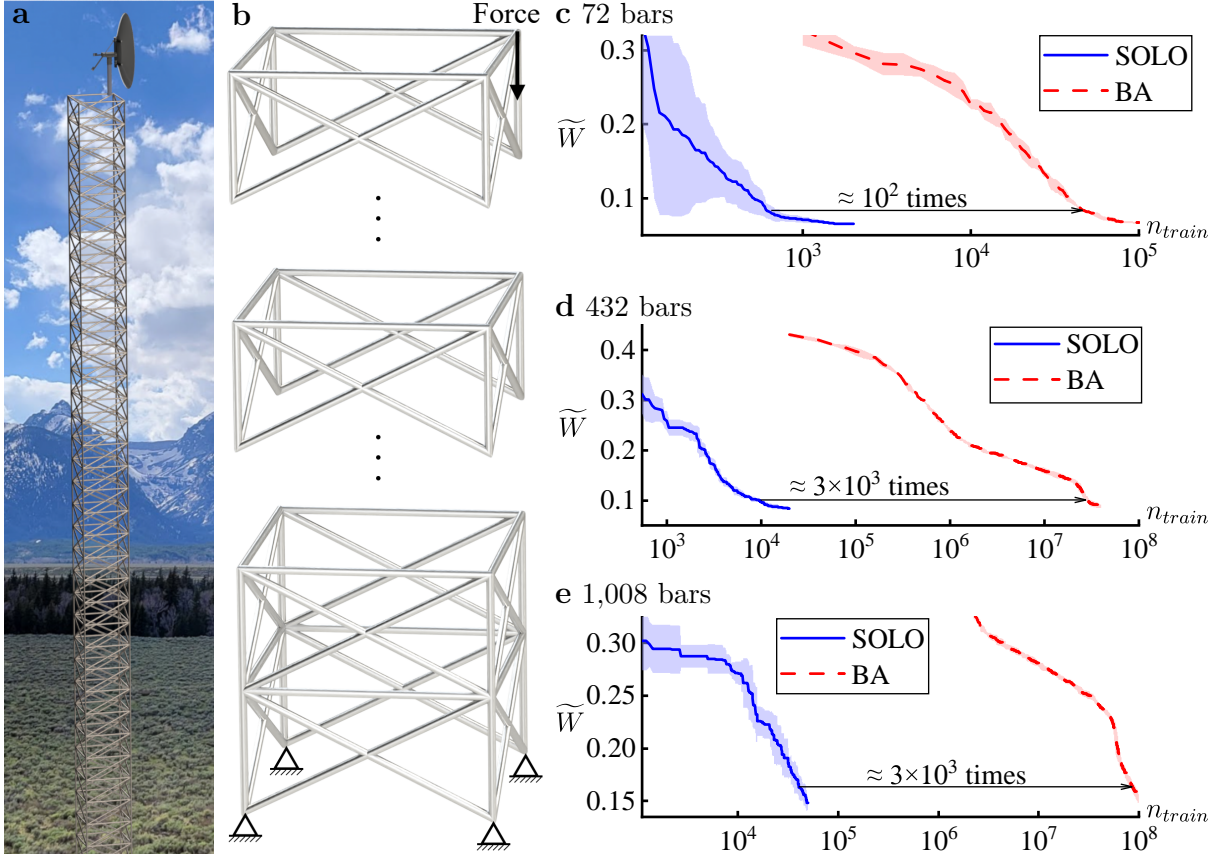 a
b
Force
c 72 bars
0.3
0.2
0.1
W̃
SOLO
BA
≈ 10² times
n_train
10³
10⁴
10⁵
d 432 bars
0.4
0.3
0.2
0.1
W̃
SOLO
BA
≈ 3×10³ times
n_train
10³
10⁴
10⁵
10⁶
10⁷
10⁸
e 1,008 bars
0.30
0.25
0.20
0.15
W̃
SOLO
BA
≈ 3×10³ times
n_train
10⁴
10⁵
10⁶
10⁷
10⁸